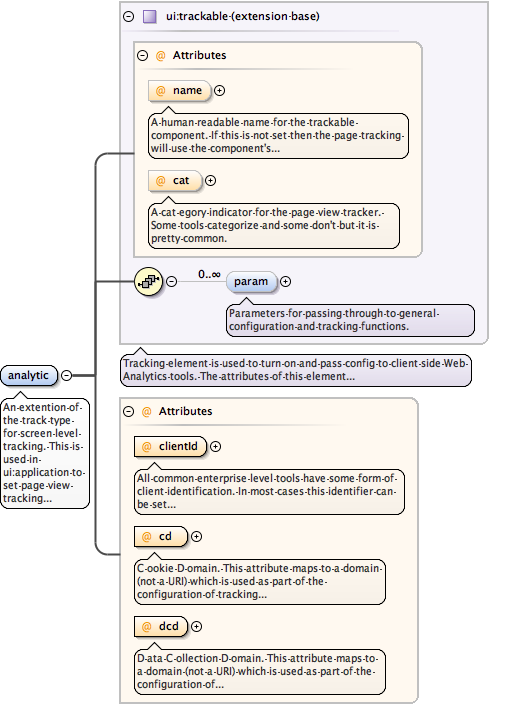 ui:trackable (extension base)
@ Attributes
@ name
A human-readable name for the trackable
component. If this is not set then the page tracking
will use the component's...
@ cat
A cat-egory indicator for the page view tracker.
Some tools categorize and some don't but it is
pretty common.
0..∞
param
Parameters for passing through to general
configuration and tracking functions.
Tracking element is used to turn on and pass config to client side Web
Analytics tools. The attributes of this element...
analytic
An extention of
the track type
for screen level
tracking. This is
used in
ui:application to
set page view
tracking...
@ Attributes
@ clientId
All common enterprise level tools have some form of
client identification. In most cases this identifier can
be set...
@ cd
C-ookie D-omain. This attribute maps to a domain
(not a URI) which is used as part of the
configuration of tracking...
@ dcd
D-ata C-ollection D-omain. This attribute maps to
a domain (not a URI) which is used as part of the
configuration of...